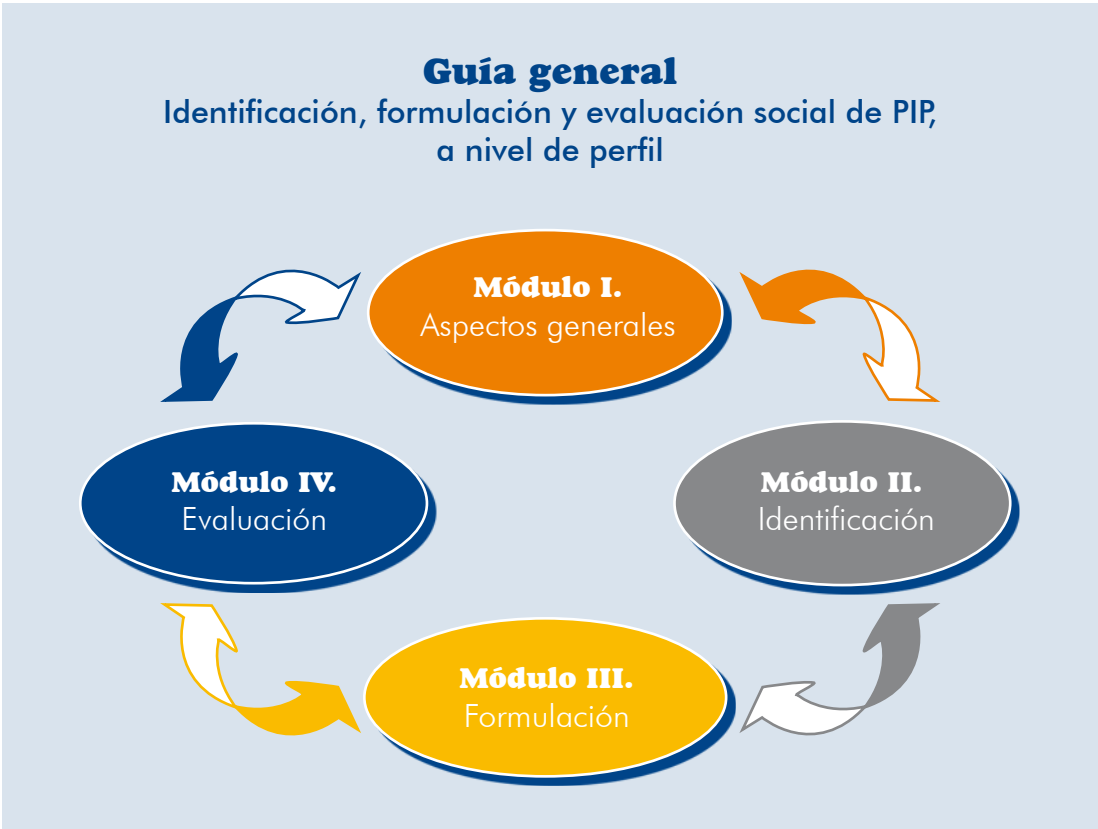 Guía general
Identificación, formulación y evaluación social de PIP,
a nivel de perfil
Módulo I.
Aspectos generales
Módulo II.
Identificación
Módulo III.
Formulación
Módulo IV.
Evaluación